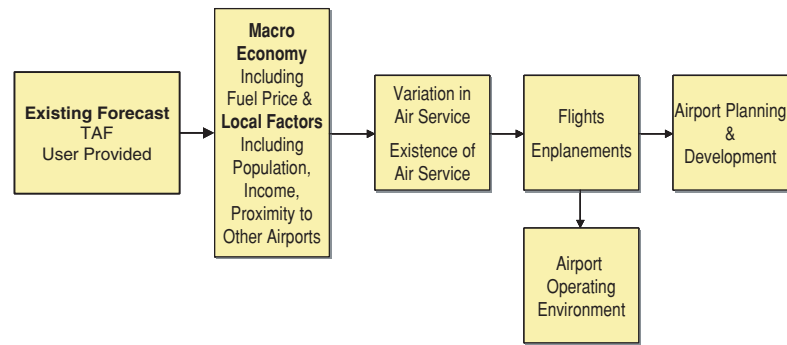 Existing Forecast
TAF
User Provided
Macro
Economy
Including
Fuel Price &
Local Factors
Including
Population,
Income,
Proximity to
Other Airports
Variation in
Air Service
Existence of
Air Service
Flights
Enplanements
Airport Planning
&
Development
Airport
Operating
Environment